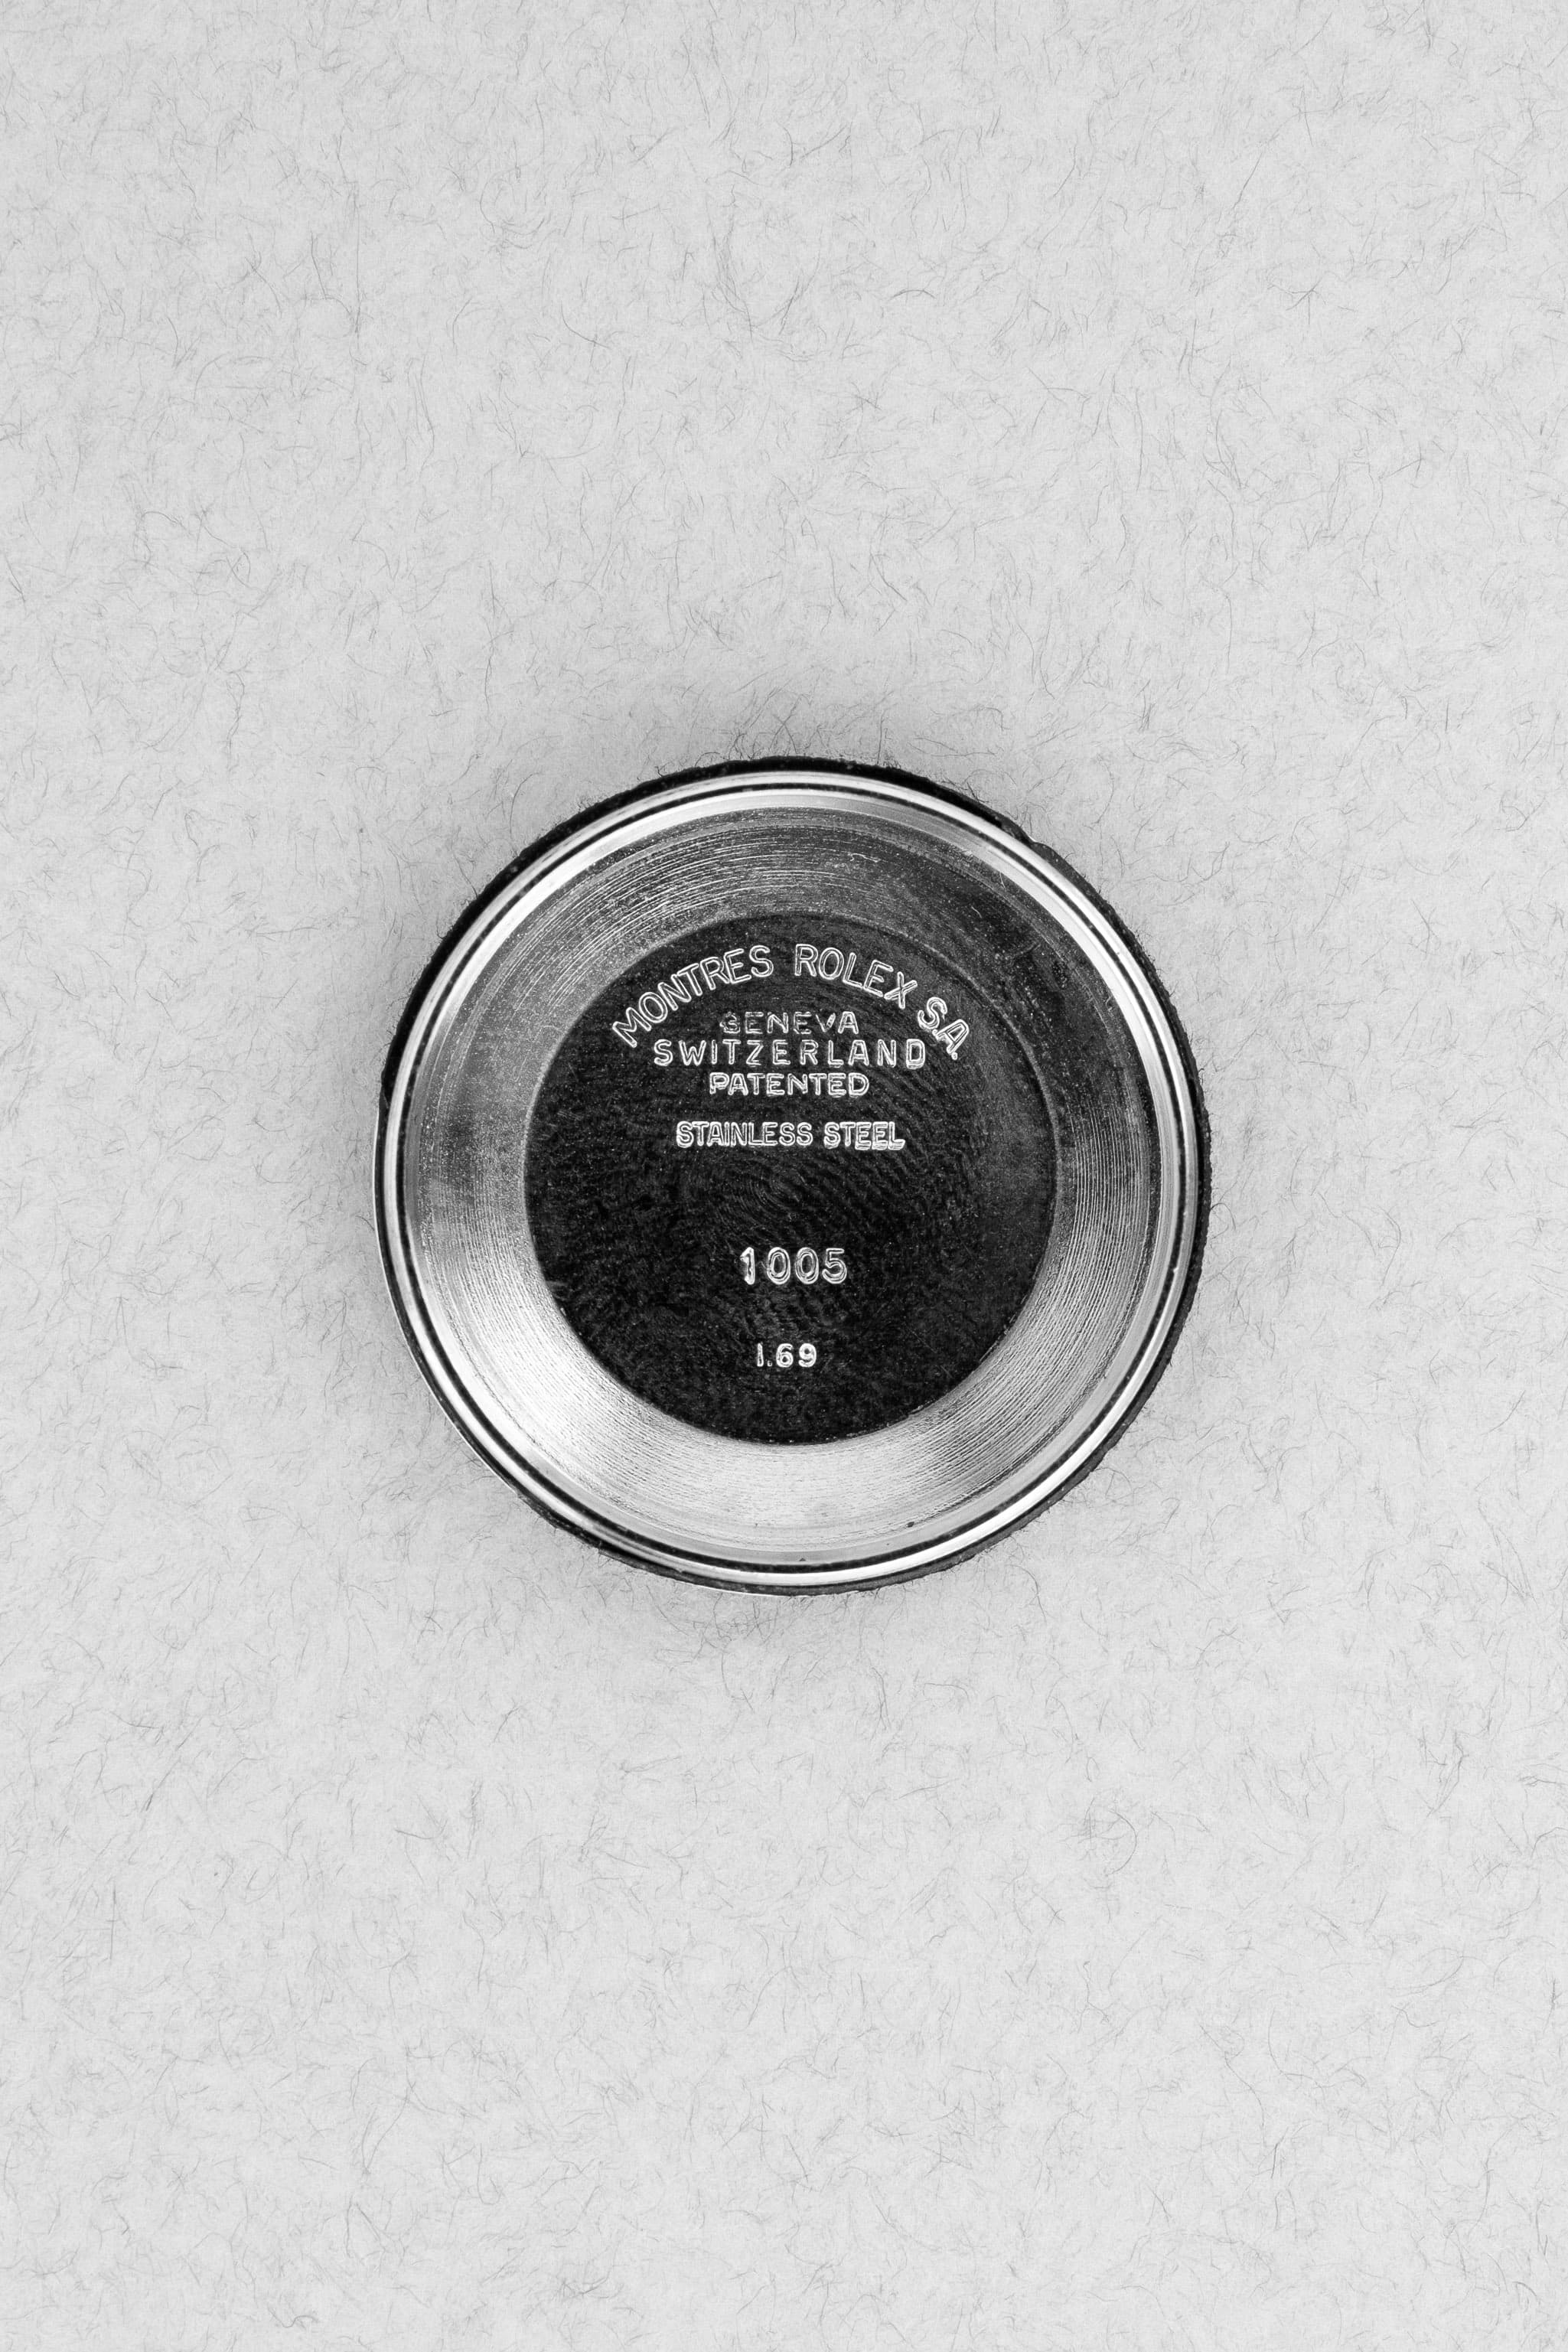 MONTRES ROLEX S.A.
GENEVA
SWITZERLAND
PATENTED
STAINLESS STEEL
1005
I.69